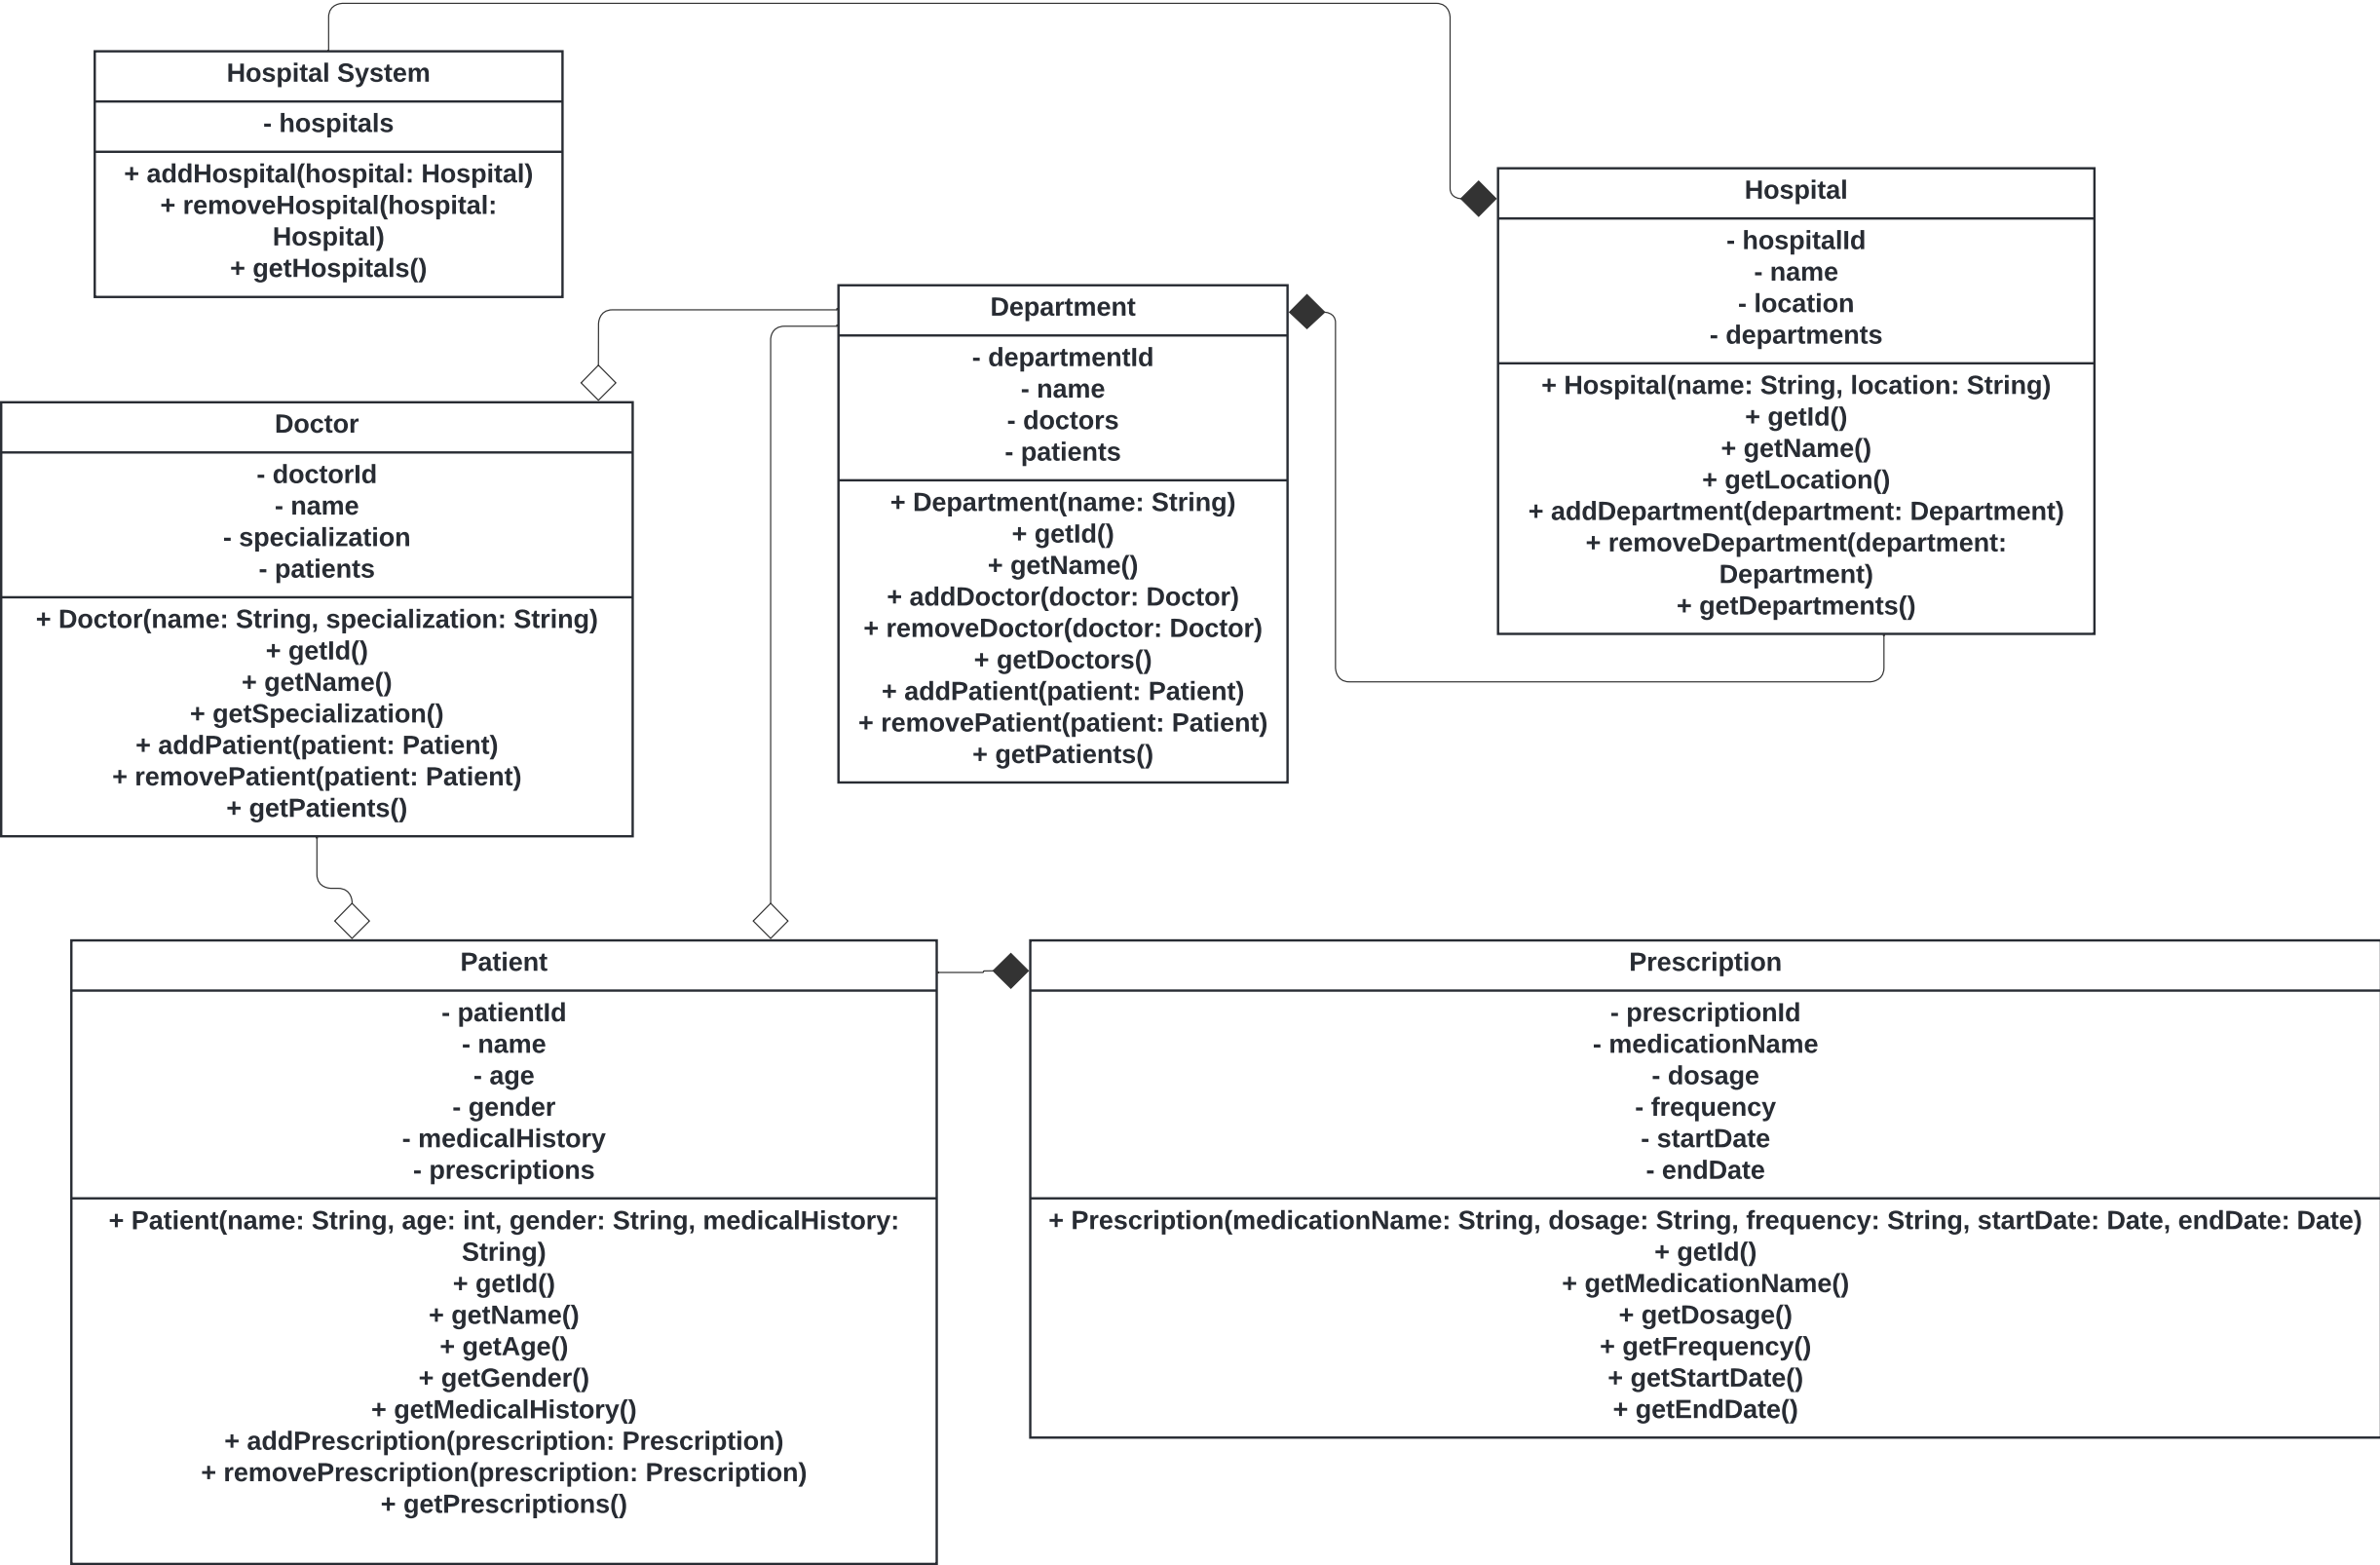 Hospital System
- hospitals
+ addHospital(hospital: Hospital)
+ removeHospital(hospital:
Hospital)
+ getHospitals()
Hospital
- hospitalId
- name
- location
- departments
+ Hospital(name: String, location: String)
+ getId()
+ getName()
+ getLocation()
+ addDepartment(department: Department)
+ removeDepartment(department:
Department)
+ getDepartments()
Department
- departmentId
- name
- doctors
- patients
+ Department(name: String)
+ getId()
+ getName()
+ addDoctor(doctor: Doctor)
+ removeDoctor(doctor: Doctor)
+ getDoctors()
+ addPatient(patient: Patient)
+ removePatient(patient: Patient)
+ getPatients()
Doctor
- doctorId
- name
- specialization
- patients
+ Doctor(name: String, specialization: String)
+ getId()
+ getName()
+ getSpecialization()
+ addPatient(patient: Patient)
+ removePatient(patient: Patient)
+ getPatients()
Patient
- patientId
- name
- age
- gender
- medicalHistory
- prescriptions
+ Patient(name: String, age: int, gender: String, medicalHistory:
String)
+ getId()
+ getName()
+ getAge()
+ getGender()
+ getMedicalHistory()
+ addPrescription(prescription: Prescription)
+ removePrescription(prescription: Prescription)
+ getPrescriptions()
Prescription
- prescriptionId
- medicationName
- dosage
- frequency
- startDate
- endDate
+ Prescription(medicationName: String, dosage: String, frequency: String, startDate: Date, endDate: Date)
+ getId()
+ getMedicationName()
+ getDosage()
+ getFrequency()
+ getStartDate()
+ getEndDate()